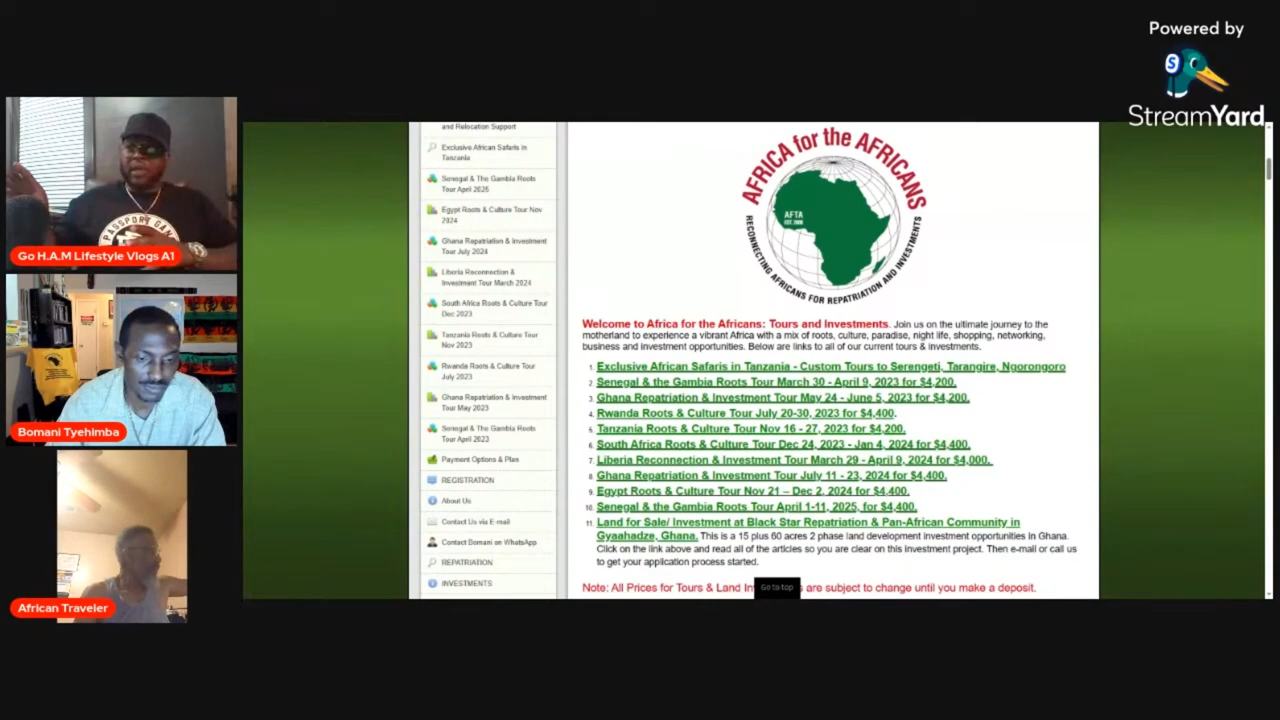 Powered by
StreamYard
PASSPORT GANG
Go H.A.M Lifestyle Vlogs A1
Bomani Tyehimba
African Traveler
and Relocation Support
Exclusive African Safaris in
Tanzania
Senegal & The Gambia Roots
Tour April 2025
Egypt Roots & Culture Tour Nov
2024
Ghana Repatriation & Investment
Tour July 2024
Liberia Reconnection &
Investment Tour March 2024
South Africa Roots & Culture Tour
Dec 2023
Tanzania Roots & Culture Tour
Nov 2023
Rwanda Roots & Culture Tour
July 2023
Ghana Repatriation & Investment
Tour May 2023
Senegal & The Gambia Roots
Tour April 2023
Payment Options & Plan
REGISTRATION
About Us
Contact Us via E-mail
Contact Bomani on WhatsApp
REPATRIATION
INVESTMENTS
AFRICA for the AFRICANS
AFTA
EST. 2000
RECONNECTING AFRICANS FOR REPATRIATION AND INVESTMENTS
Welcome to Africa for the Africans: Tours and Investments. Join us on the ultimate journey to the
motherland to experience a vibrant Africa with a mix of roots, culture, paradise, night life, shopping, networking,
business and investment opportunities. Below are links to all of our current tours & investments.
1. Exclusive African Safaris in Tanzania - Custom Tours to Serengeti, Tarangire, Ngorongoro
2. Senegal & the Gambia Roots Tour March 30 - April 9, 2023 for $4,200.
3. Ghana Repatriation & Investment Tour May 24 - June 5, 2023 for $4,200.
4. Rwanda Roots & Culture Tour July 20-30, 2023 for $4,400.
5. Tanzania Roots & Culture Tour Nov 16 - 27, 2023 for $4,200.
6. South Africa Roots & Culture Tour Dec 24, 2023 - Jan 4, 2024 for $4,400.
7. Liberia Reconnection & Investment Tour March 29 - April 9, 2024 for $4,000.
8. Ghana Repatriation & Investment Tour July 11 - 23, 2024 for $4,400.
9. Egypt Roots & Culture Tour Nov 21 – Dec 2, 2024 for $4,400.
10. Senegal & the Gambia Roots Tour April 1-11, 2025, for $4,400.
11. Land for Sale/ Investment at Black Star Repatriation & Pan-African Community in
Gyaahadze, Ghana. This is a 15 plus 60 acres 2 phase land development investment opportunities in Ghana.
Click on the link above and read all of the articles so you are clear on this investment project. Then e-mail or call us
to get your application process started.
Note: All Prices for Tours & Land In are subject to change until you make a deposit.
Go to top